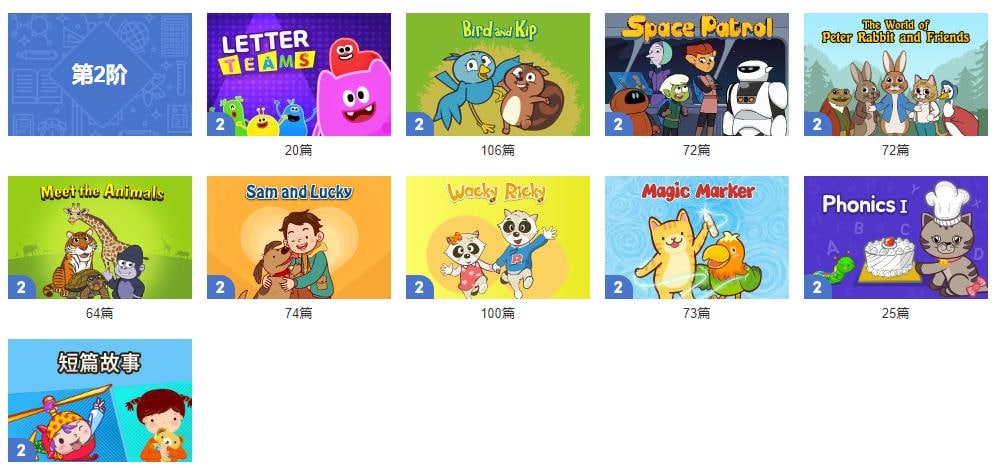 第2阶
LETTER
TEAMS
2
20篇
Bird and Kip
2
106篇
Space Patrol
2
72篇
The World of
Peter Rabbit and Friends
2
72篇
Meet the Animals
2
64篇
Sam and Lucky
2
74篇
Wacky Ricky
R
2
100篇
Magic Marker
2
73篇
Phonics I
2
25篇
短篇故事
2